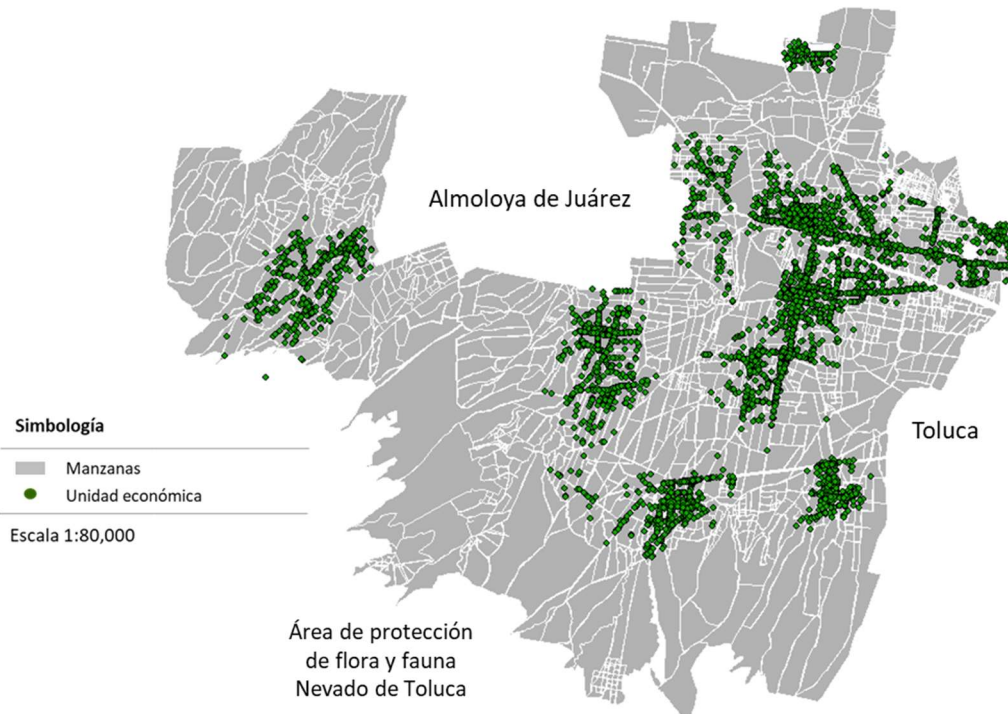 Almoloya de Juárez
Simbología
Manzanas
Unidad económica
Escala 1:80,000
Toluca
Área de protección
de flora y fauna
Nevado de Toluca